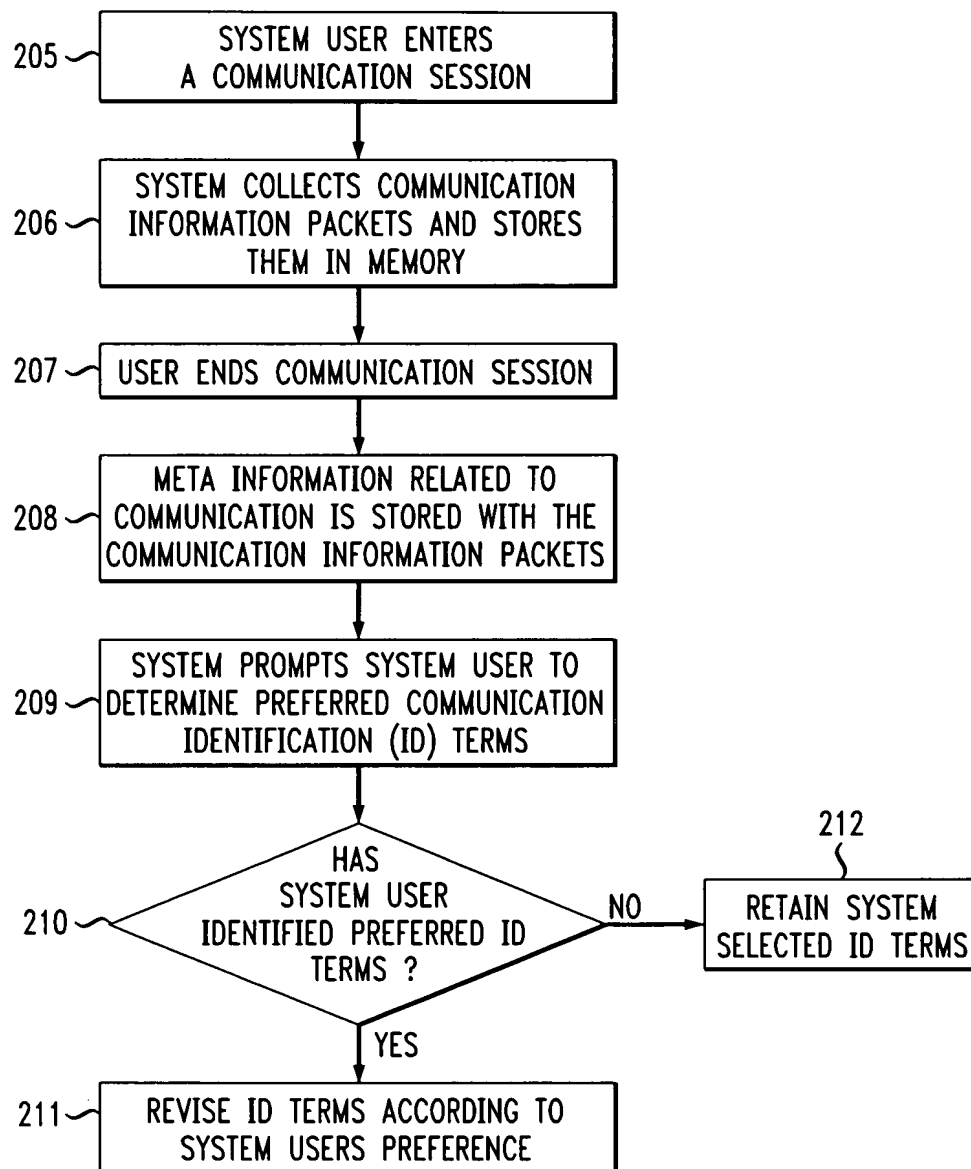 205
SYSTEM USER ENTERS
A COMMUNICATION SESSION
206
SYSTEM COLLECTS COMMUNICATION
INFORMATION PACKETS AND STORES
THEM IN MEMORY
207
USER ENDS COMMUNICATION SESSION
208
META INFORMATION RELATED TO
COMMUNICATION IS STORED WITH THE
COMMUNICATION INFORMATION PACKETS
209
SYSTEM PROMPTS SYSTEM USER TO
DETERMINE PREFERRED COMMUNICATION
IDENTIFICATION (ID) TERMS
210
HAS
SYSTEM USER
IDENTIFIED PREFERRED ID
TERMS ?
NO
212
RETAIN SYSTEM
SELECTED ID TERMS
YES
211
REVISE ID TERMS ACCORDING TO
SYSTEM USERS PREFERENCE